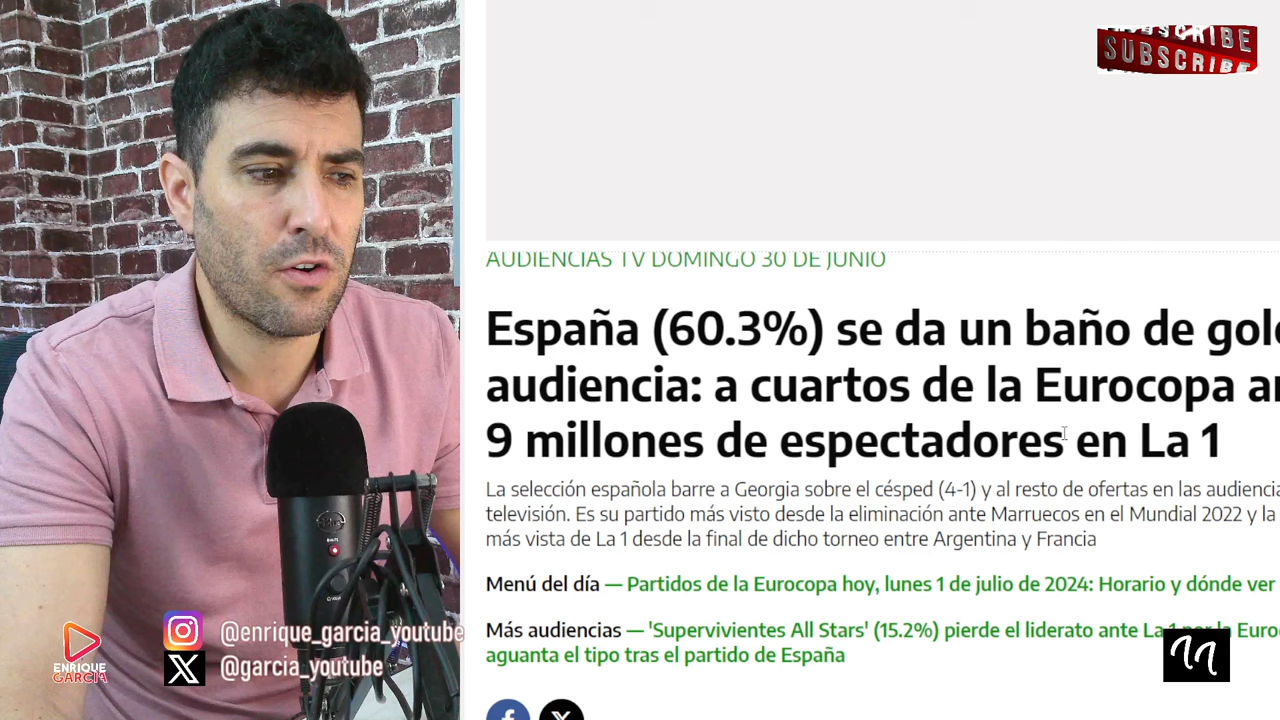 SUBSCRIBE
AUDIENCIAS TV DOMINGO 30 DE JUNIO
España (60.3%) se da un baño de
audiencia: a cuartos de la Eurocopa
9 millones de espectadores en La 1
La selección española barre a Georgia sobre el césped (4-1) y al resto de ofertas en las
televisión. Es su partido más visto desde la eliminación ante Marruecos en el Mundial 2022 y la
más vista de La 1 desde la final de dicho torneo entre Argentina y Francia
Menú del día — Partidos de la Eurocopa hoy, lunes 1 de julio de 2024: Horario y dónde ver
Más audiencias — 'Supervivientes All Stars' (15.2%) pierde el liderato ante La 1 por la
aguanta el tipo tras el partido de España
@enrique_garcia_youtube
@garcia_youtube
ENRIQUE
GARCIA